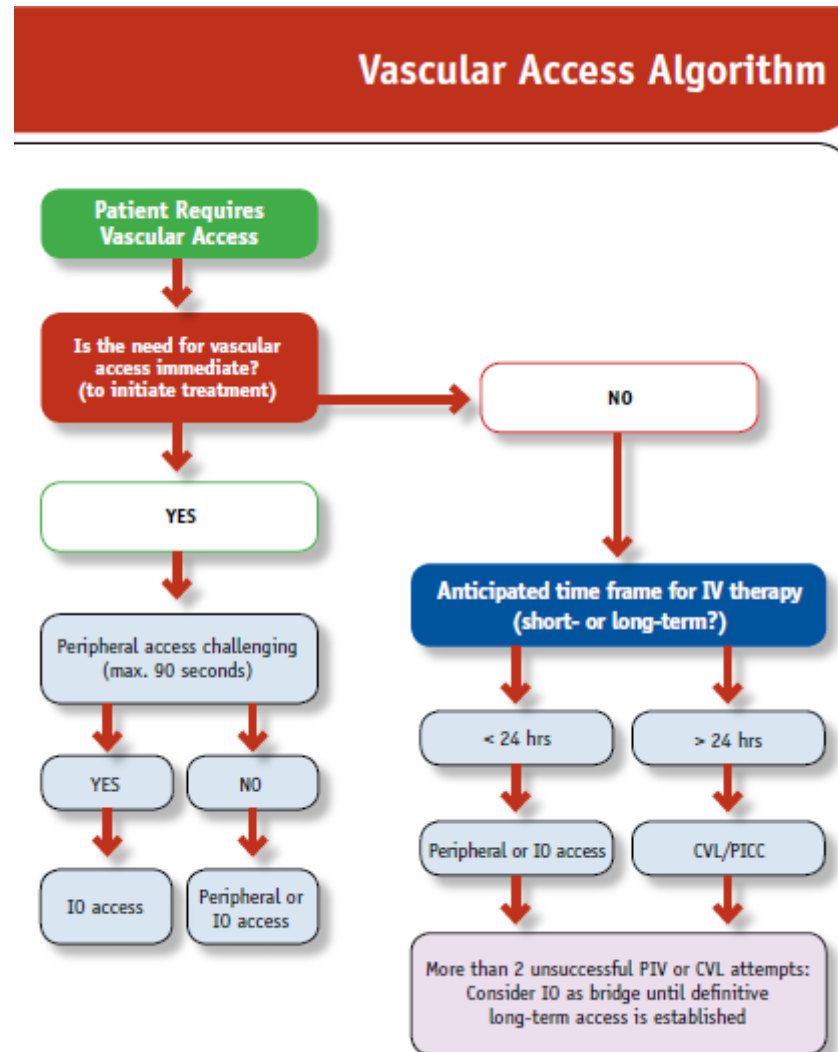 Vascular Access Algorithm
Patient Requires
Vascular Access
Is the need for vascular
access immediate?
(to initiate treatment)
NO
YES
Anticipated time frame for IV therapy
(short- or long-term?)
Peripheral access challenging
(max. 90 seconds)
< 24 hrs
> 24 hrs
YES
NO
Peripheral or IO access
CVL/PICC
IO access
Peripheral or
IO access
More than 2 unsuccessful PIV or CVL attempts:
Consider IO as bridge until definitive
long-term access is established